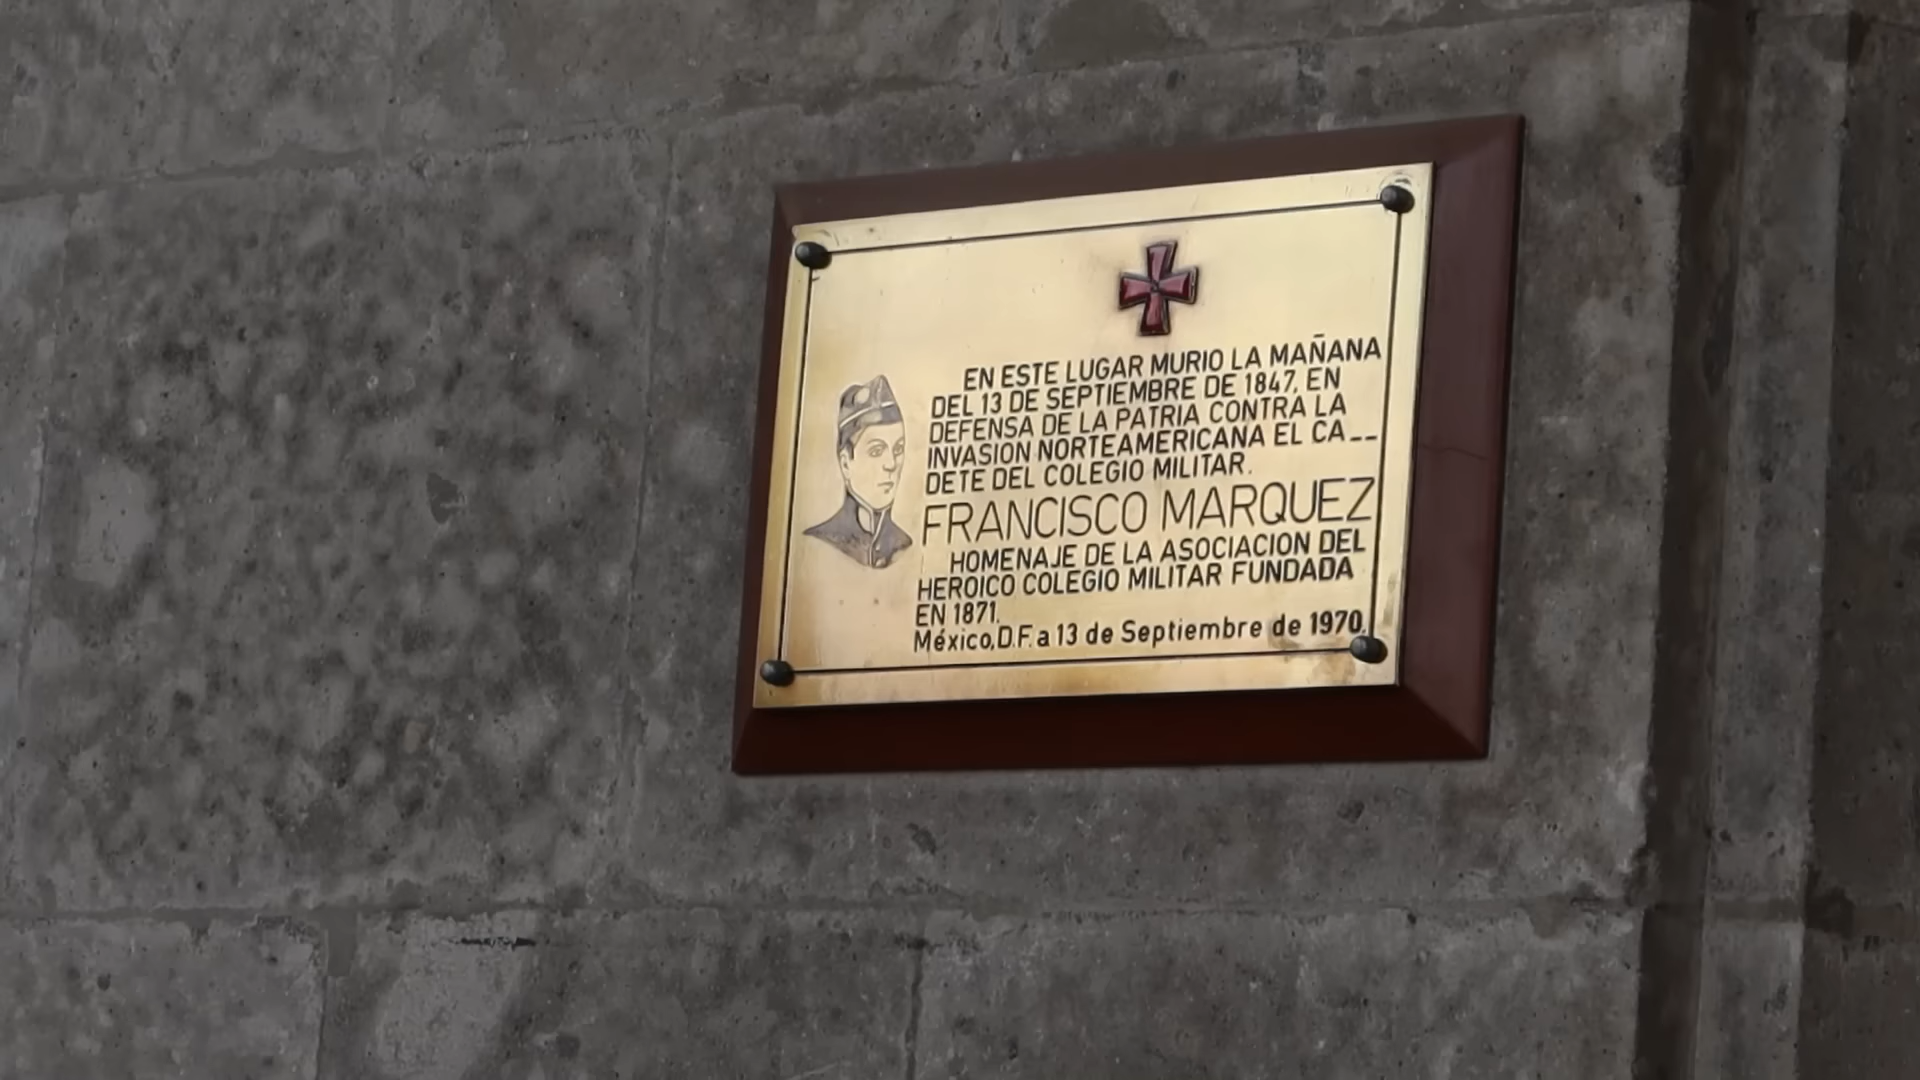 EN ESTE LUGAR MURIO LA MAÑANA
DEL 13 DE SEPTIEMBRE DE 1847, EN
DEFENSA DE LA PATRIA CONTRA LA
INVASION NORTEAMERICANA EL CA--
DETE DEL COLEGIO MILITAR.
FRANCISCO MARQUEZ
HOMENAJE DE LA ASOCIACION DEL
HEROICO COLEGIO MILITAR FUNDADA
EN 1871.
México, D.F. a 13 de Septiembre de 1970.